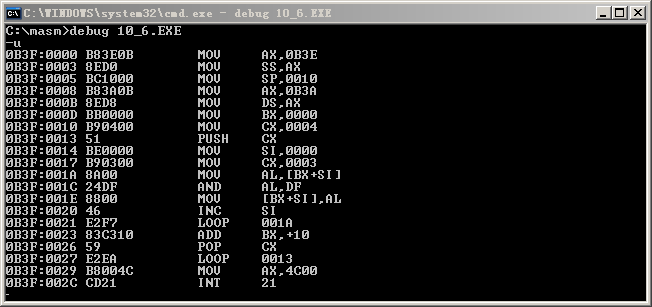 C:\WINDOWS\system32\cmd.exe - debug 10_6.EXE
C:\masm>debug 10_6.EXE
-u
0B3F:0000 B83E0B MOV AX,0B3E
0B3F:0003 8ED0 MOV SS,AX
0B3F:0005 BC1000 MOV SP,0010
0B3F:0008 B83A0B MOV AX,0B3A
0B3F:000B 8ED8 MOV DS,AX
0B3F:000D BB0000 MOV BX,0000
0B3F:0010 B90400 MOV CX,0004
0B3F:0013 51 PUSH CX
0B3F:0014 BE0000 MOV SI,0000
0B3F:0017 B90300 MOV CX,0003
0B3F:001A 8A00 MOV AL,[BX+SI]
0B3F:001C 24DF AND AL,DF
0B3F:001E 8800 MOV [BX+SI],AL
0B3F:0020 46 INC SI
0B3F:0021 E2F7 LOOP 001A
0B3F:0023 83C310 ADD BX,+10
0B3F:0026 59 POP CX
0B3F:0027 E2EA LOOP 0013
0B3F:0029 B8004C MOV AX,4C00
0B3F:002C CD21 INT 21
-